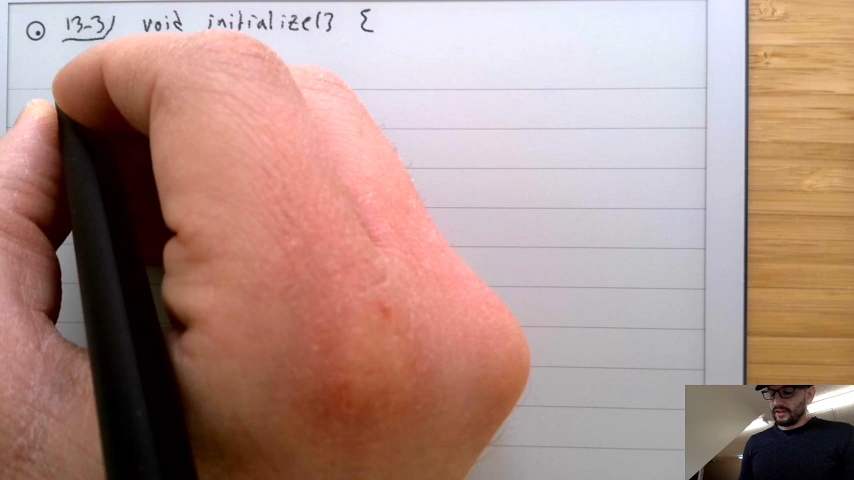 ⊙ 13-3) void initialize() {